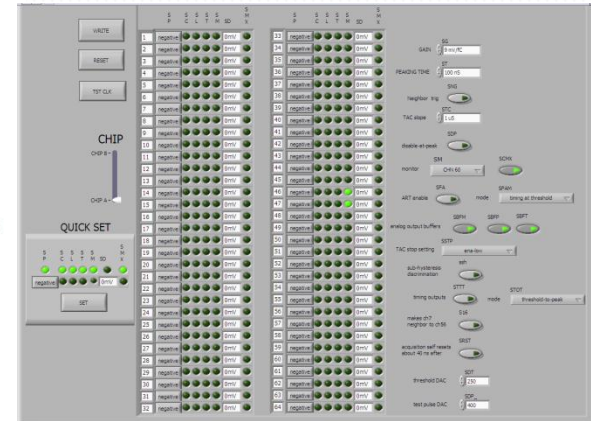 WRITE
RESET
TST CLK
CHIP
CHIP B -
CHIP A -
QUICK SET
S P S C S L S T S M SD S M X
negative 0mV
SET
S P S C S L S T S M SD S M X
1 negative 0mV
2 negative 0mV
3 negative 0mV
4 negative 0mV
5 negative 0mV
6 negative 0mV
7 negative 0mV
8 negative 0mV
9 negative 0mV
10 negative 0mV
11 negative 0mV
12 negative 0mV
13 negative 0mV
14 negative 0mV
15 negative 0mV
16 negative 0mV
17 negative 0mV
18 negative 0mV
19 negative 0mV
20 negative 0mV
21 negative 0mV
22 negative 0mV
23 negative 0mV
24 negative 0mV
25 negative 0mV
26 negative 0mV
27 negative 0mV
28 negative 0mV
29 negative 0mV
30 negative 0mV
31 negative 0mV
32 negative 0mV
S P S C S L S T S M SD S M X
33 negative 0mV
34 negative 0mV
35 negative 0mV
36 negative 0mV
37 negative 0mV
38 negative 0mV
39 negative 0mV
40 negative 0mV
41 negative 0mV
42 negative 0mV
43 negative 0mV
44 negative 0mV
45 negative 0mV
46 negative 0mV
47 negative 0mV
48 negative 0mV
49 negative 0mV
50 negative 0mV
51 negative 0mV
52 negative 0mV
53 negative 0mV
54 negative 0mV
55 negative 0mV
56 negative 0mV
57 negative 0mV
58 negative 0mV
59 negative 0mV
60 negative 0mV
61 negative 0mV
62 negative 0mV
63 negative 0mV
64 negative 0mV
SG
GAIN 9 mV/fC
ST
PEAKING TIME 100 nS
SNG
neighbor trig
STC
TAC slope 1 uS
SDP
disable-at-peak
SM SCMX
monitor CHn 60
SFA SFAM
ART enable mode timing at threshold
SBFM SBFP SBFT
analog output buffers
SSTP
TAC stop setting ena-low
ssh
sub-hysteresis
discrimination
STTT STOT
timing outputs mode threshold-to-peak
S16
makes ch7
neighbor to ch56
SRST
acquisition self resets
about 40 ns after
SDT
threshold DAC 250
SDP_
test pulse DAC 400